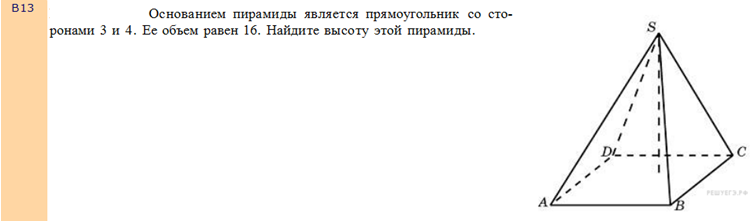 B13
Основанием пирамиды является прямоугольник со сто-
ронами 3 и 4. Ее объем равен 16. Найдите высоту этой пирамиды.
S
D
C
A
B
РЕШУЕГЭ.РФ